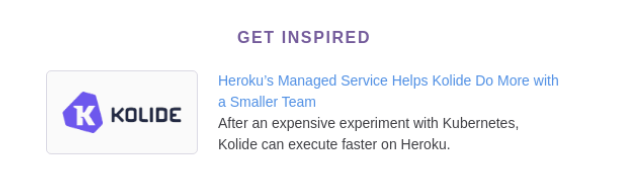 GET INSPIRED
KOLIDE
Heroku’s Managed Service Helps Kolide Do More with
a Smaller Team
After an expensive experiment with Kubernetes,
Kolide can execute faster on Heroku.